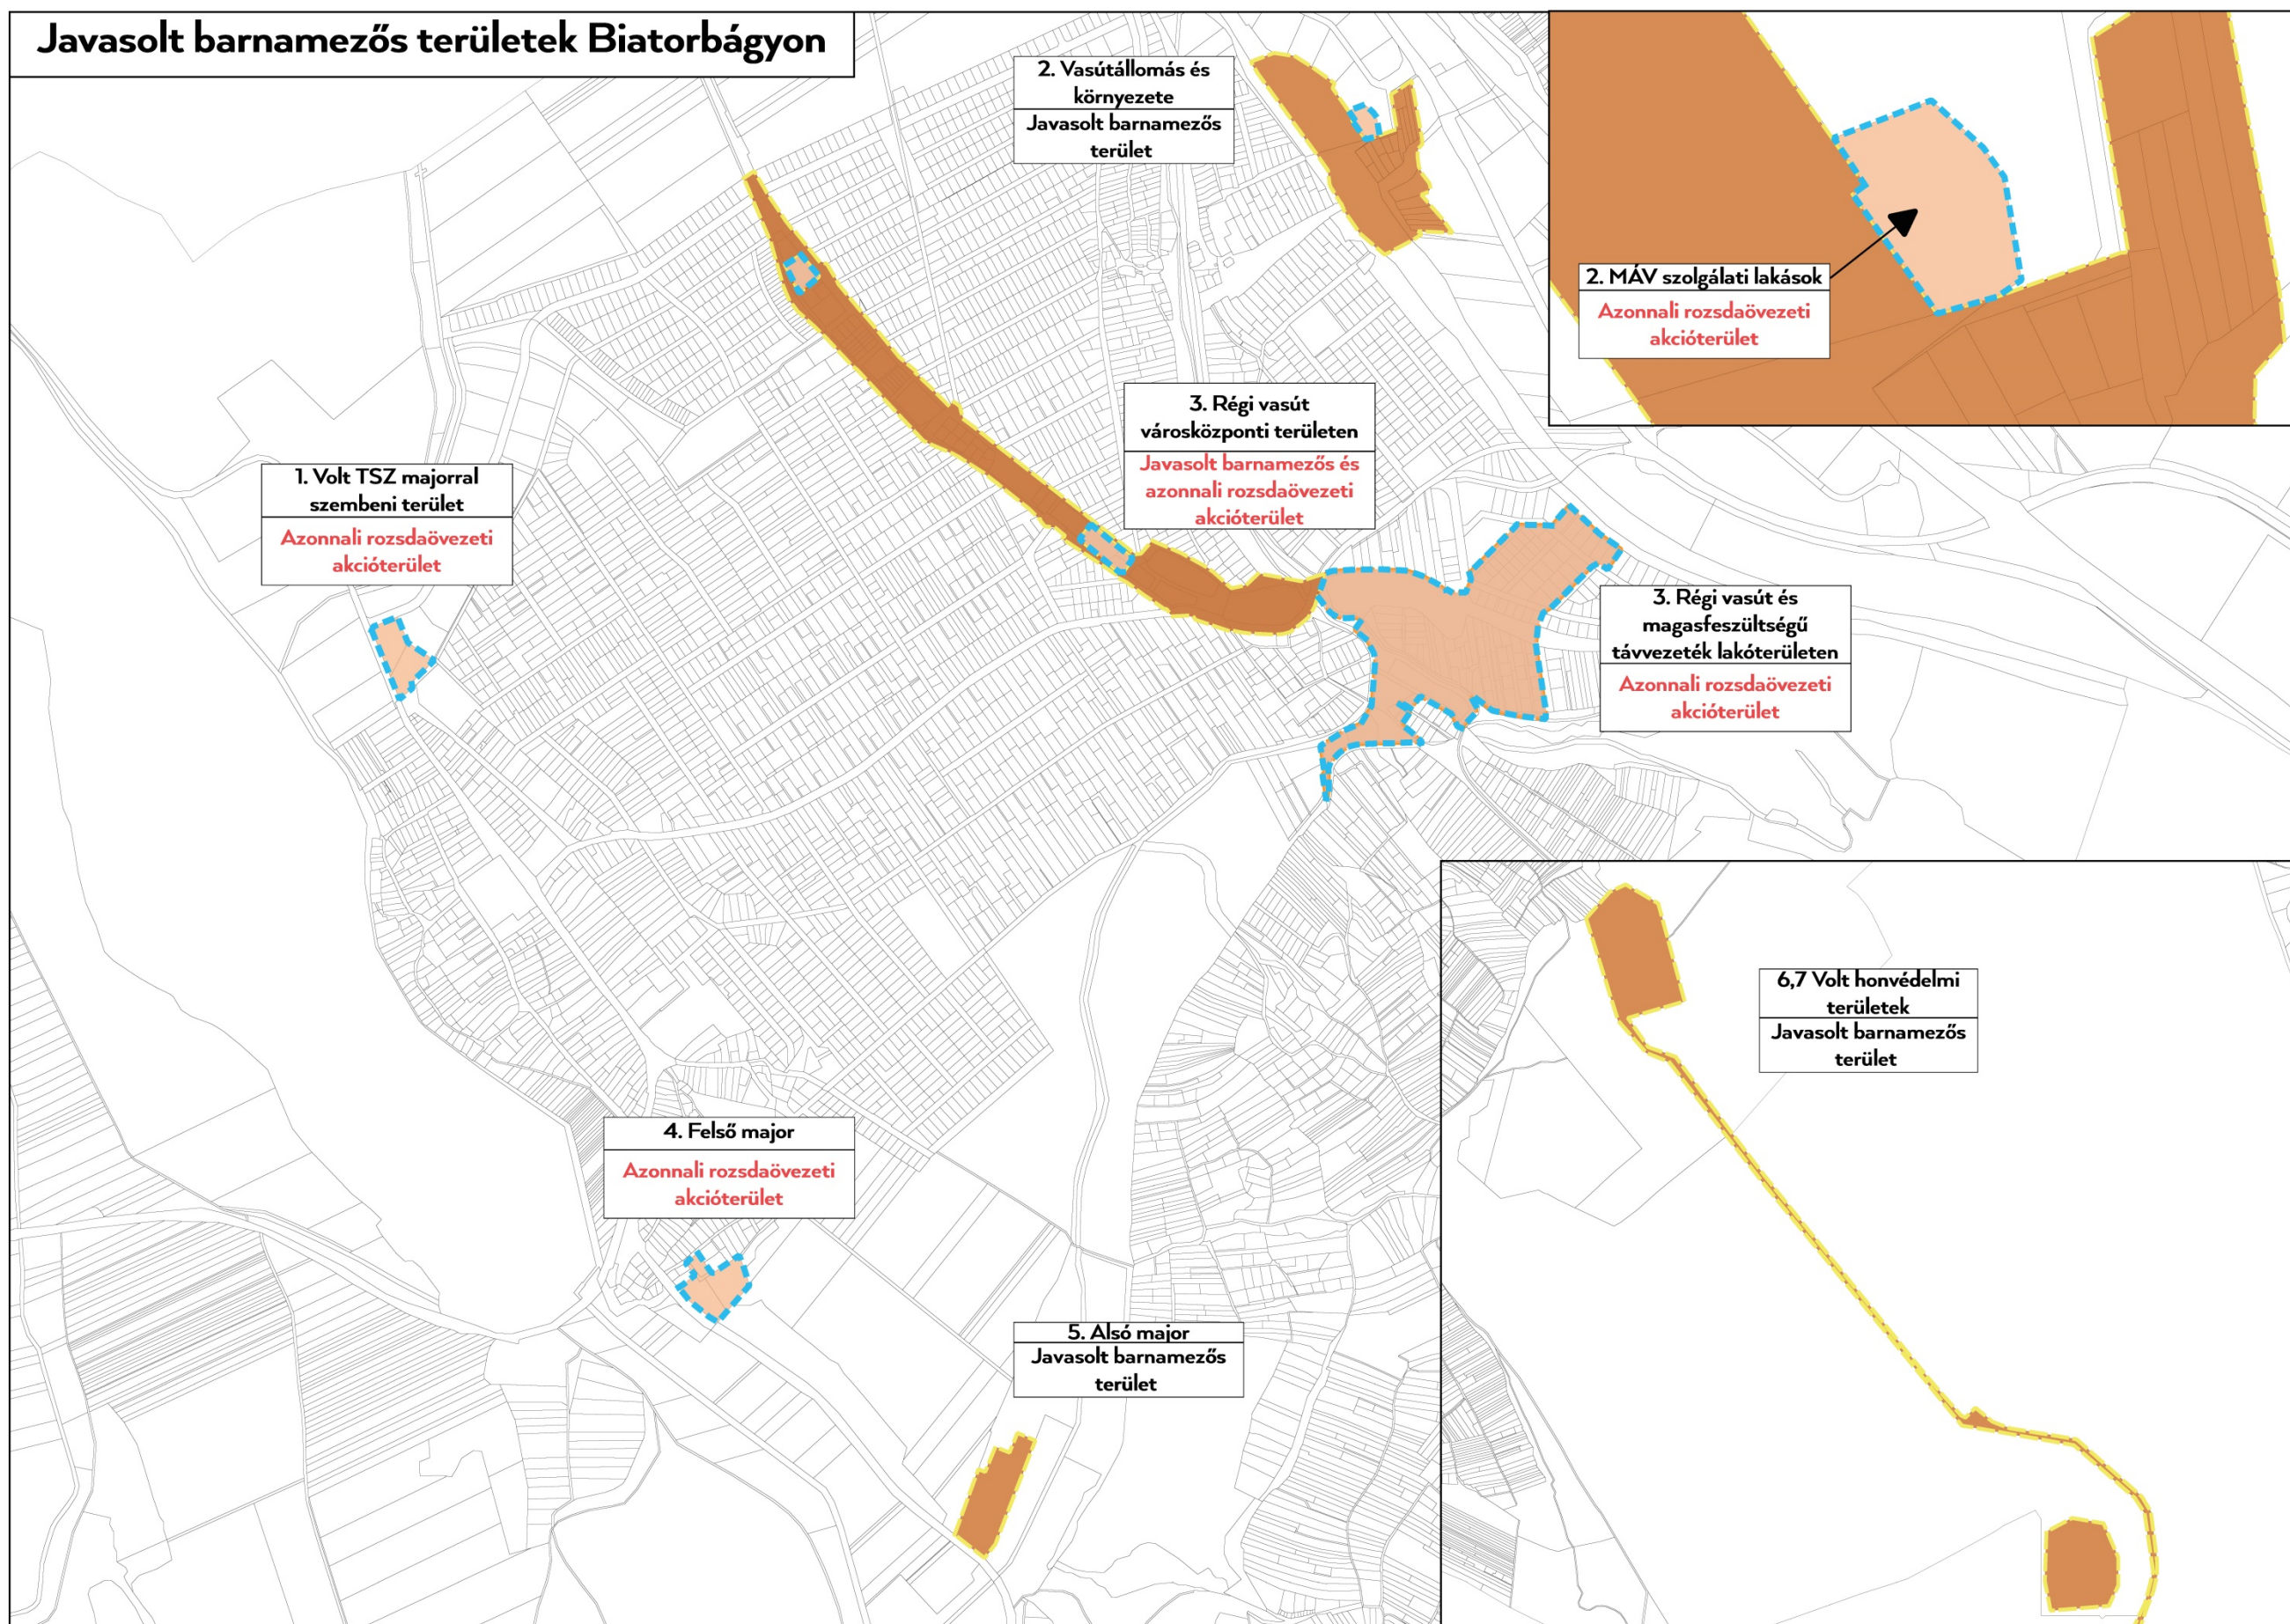 Javasolt barnamezős területek Biatorbágyon
2. Vasútállomás és
környezete
Javasolt barnamezős
terület
2. MÁV szolgálati lakások
Azonnali rozsdaövezeti
akcióterület
3. Régi vasút
városközponti területen
Javasolt barnamezős és
azonnali rozsdaövezeti
akcióterület
1. Volt TSZ majorral
szembeni terület
Azonnali rozsdaövezeti
akcióterület
3. Régi vasút és
magasfeszültségű
távvezeték lakóterületen
Azonnali rozsdaövezeti
akcióterület
6,7 Volt honvédelmi
területek
Javasolt barnamezős
terület
4. Felső major
Azonnali rozsdaövezeti
akcióterület
5. Alsó major
Javasolt barnamezős
terület